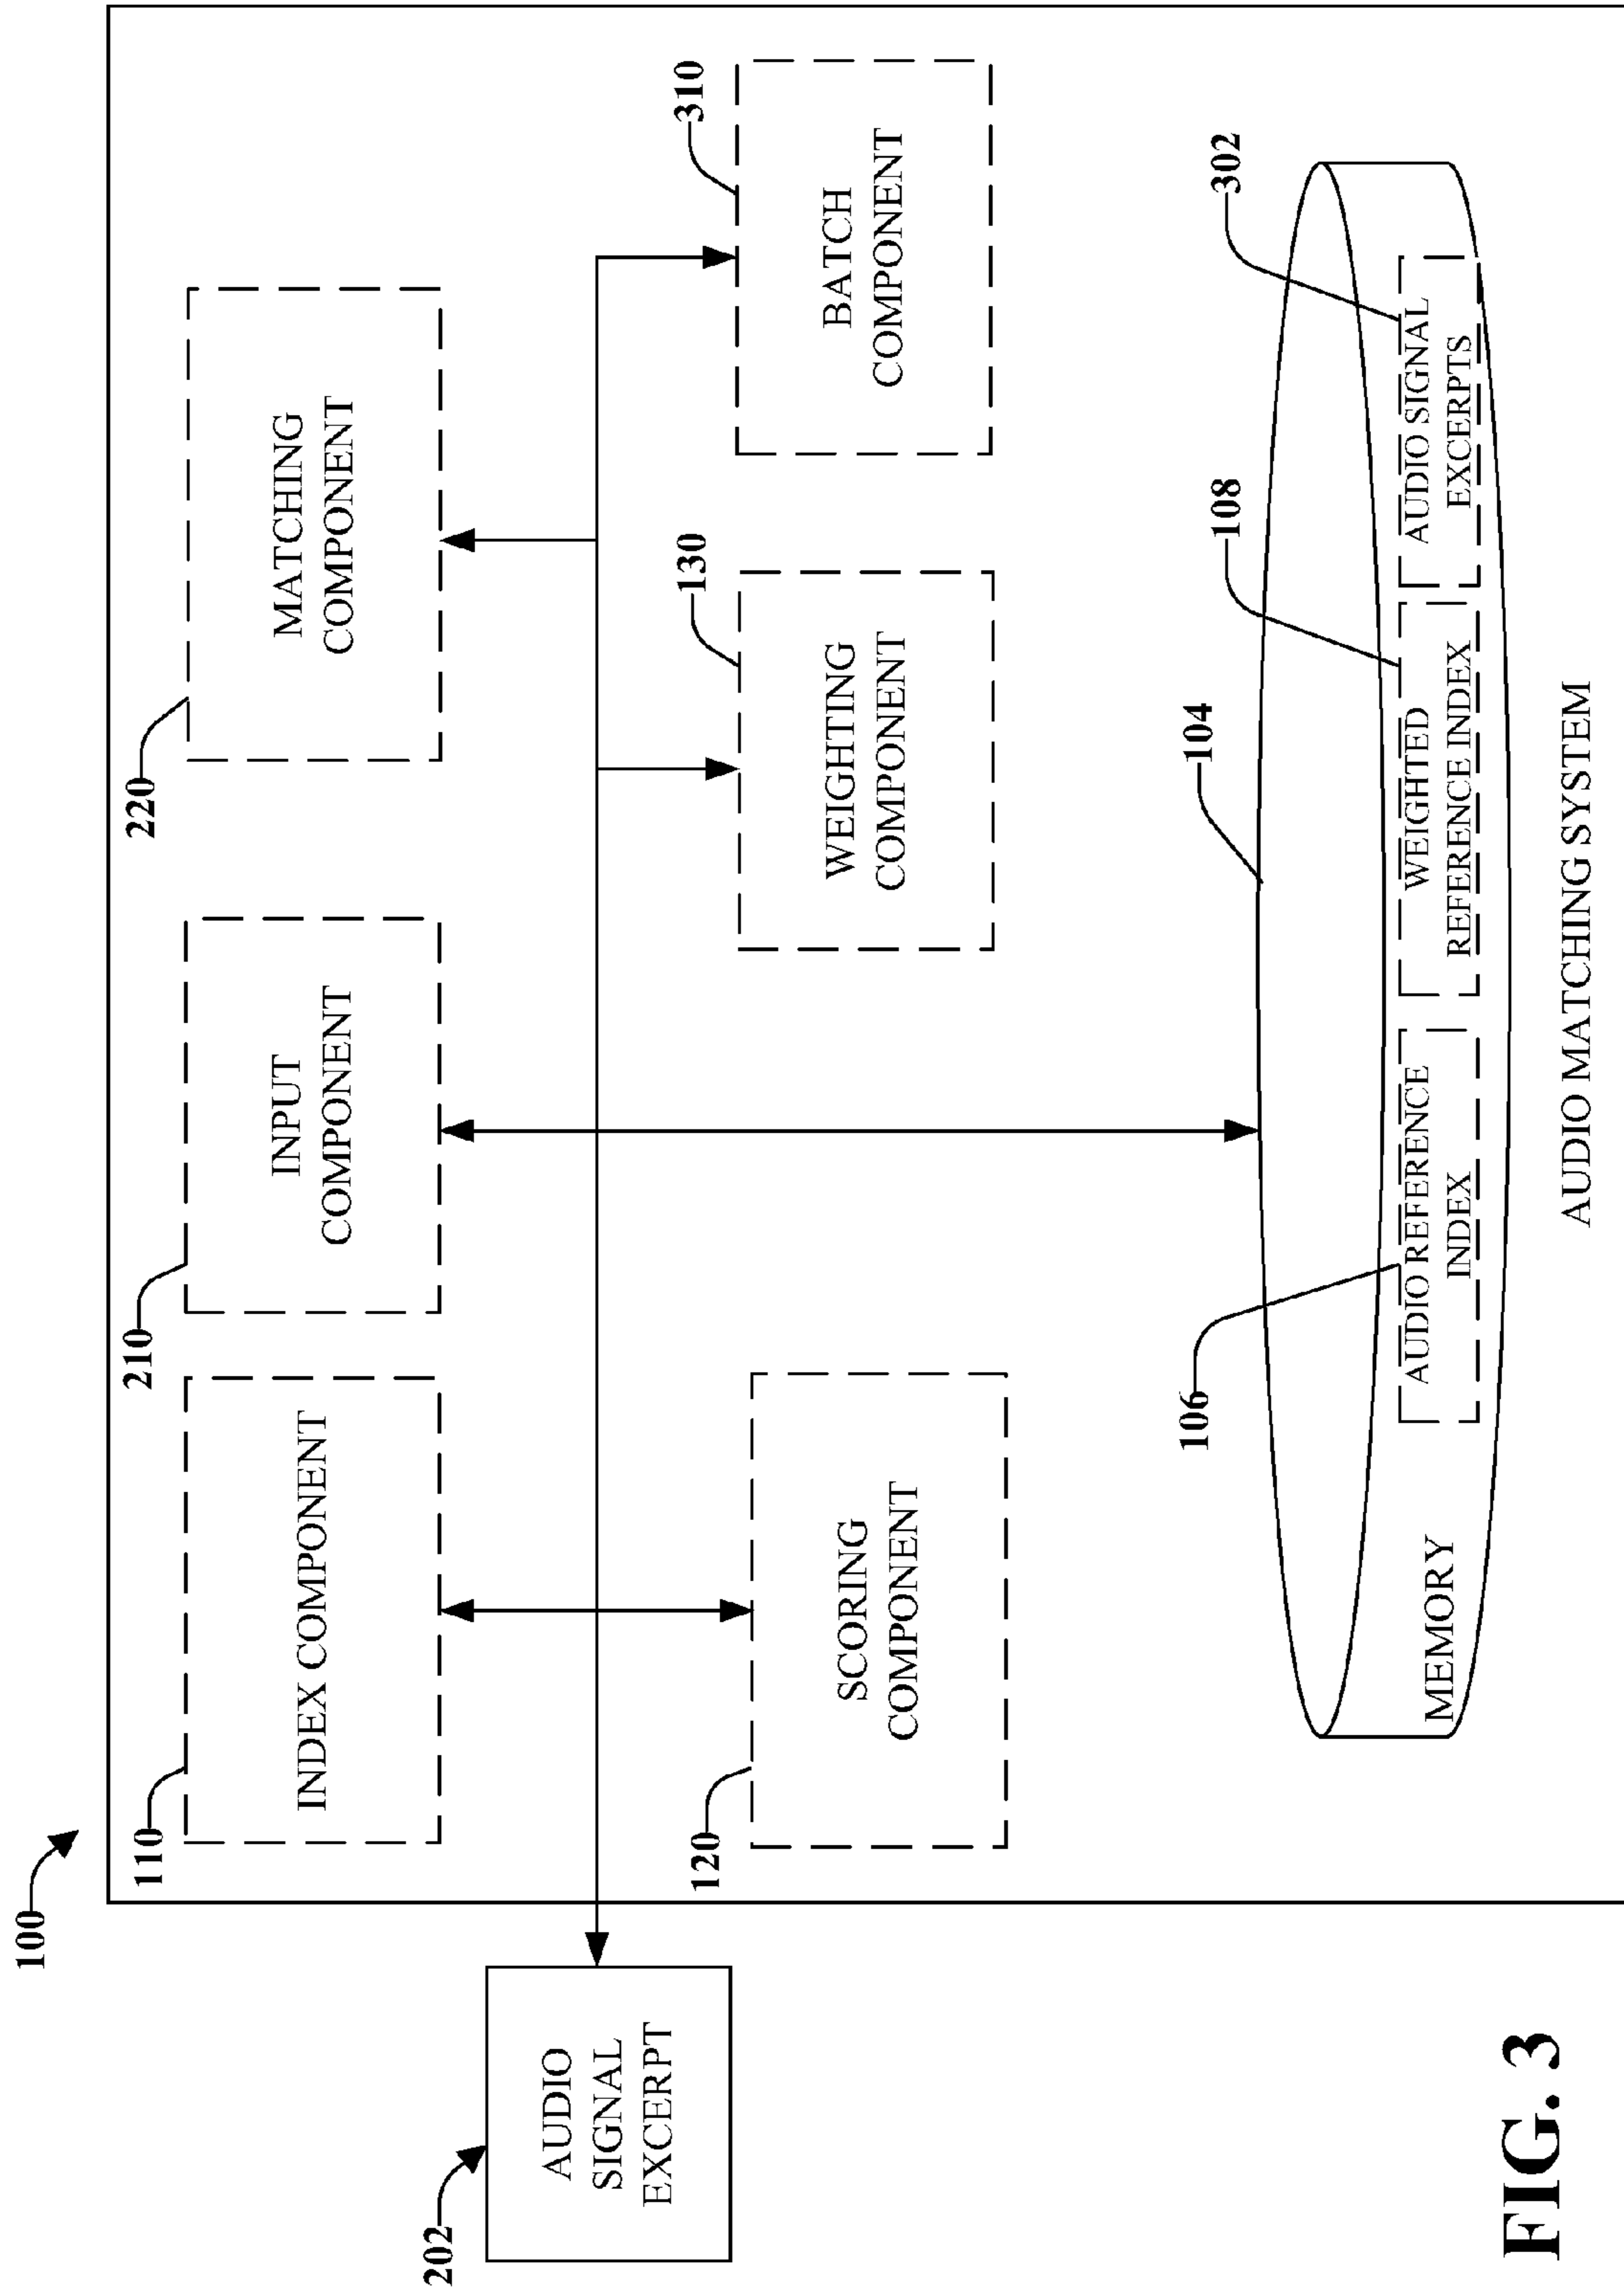 100
110
INDEX COMPONENT
210
INPUT
COMPONENT
220
MATCHING
COMPONENT
202
AUDIO
SIGNAL
EXCERPT
120
SCORING
COMPONENT
130
WEIGHTING
COMPONENT
310
BATCH
COMPONENT
104
MEMORY
106
AUDIO REFERENCE
INDEX
108
WEIGHTED
REFERENCE INDEX
302
AUDIO SIGNAL
EXCERPTS
AUDIO MATCHING SYSTEM
FIG. 3